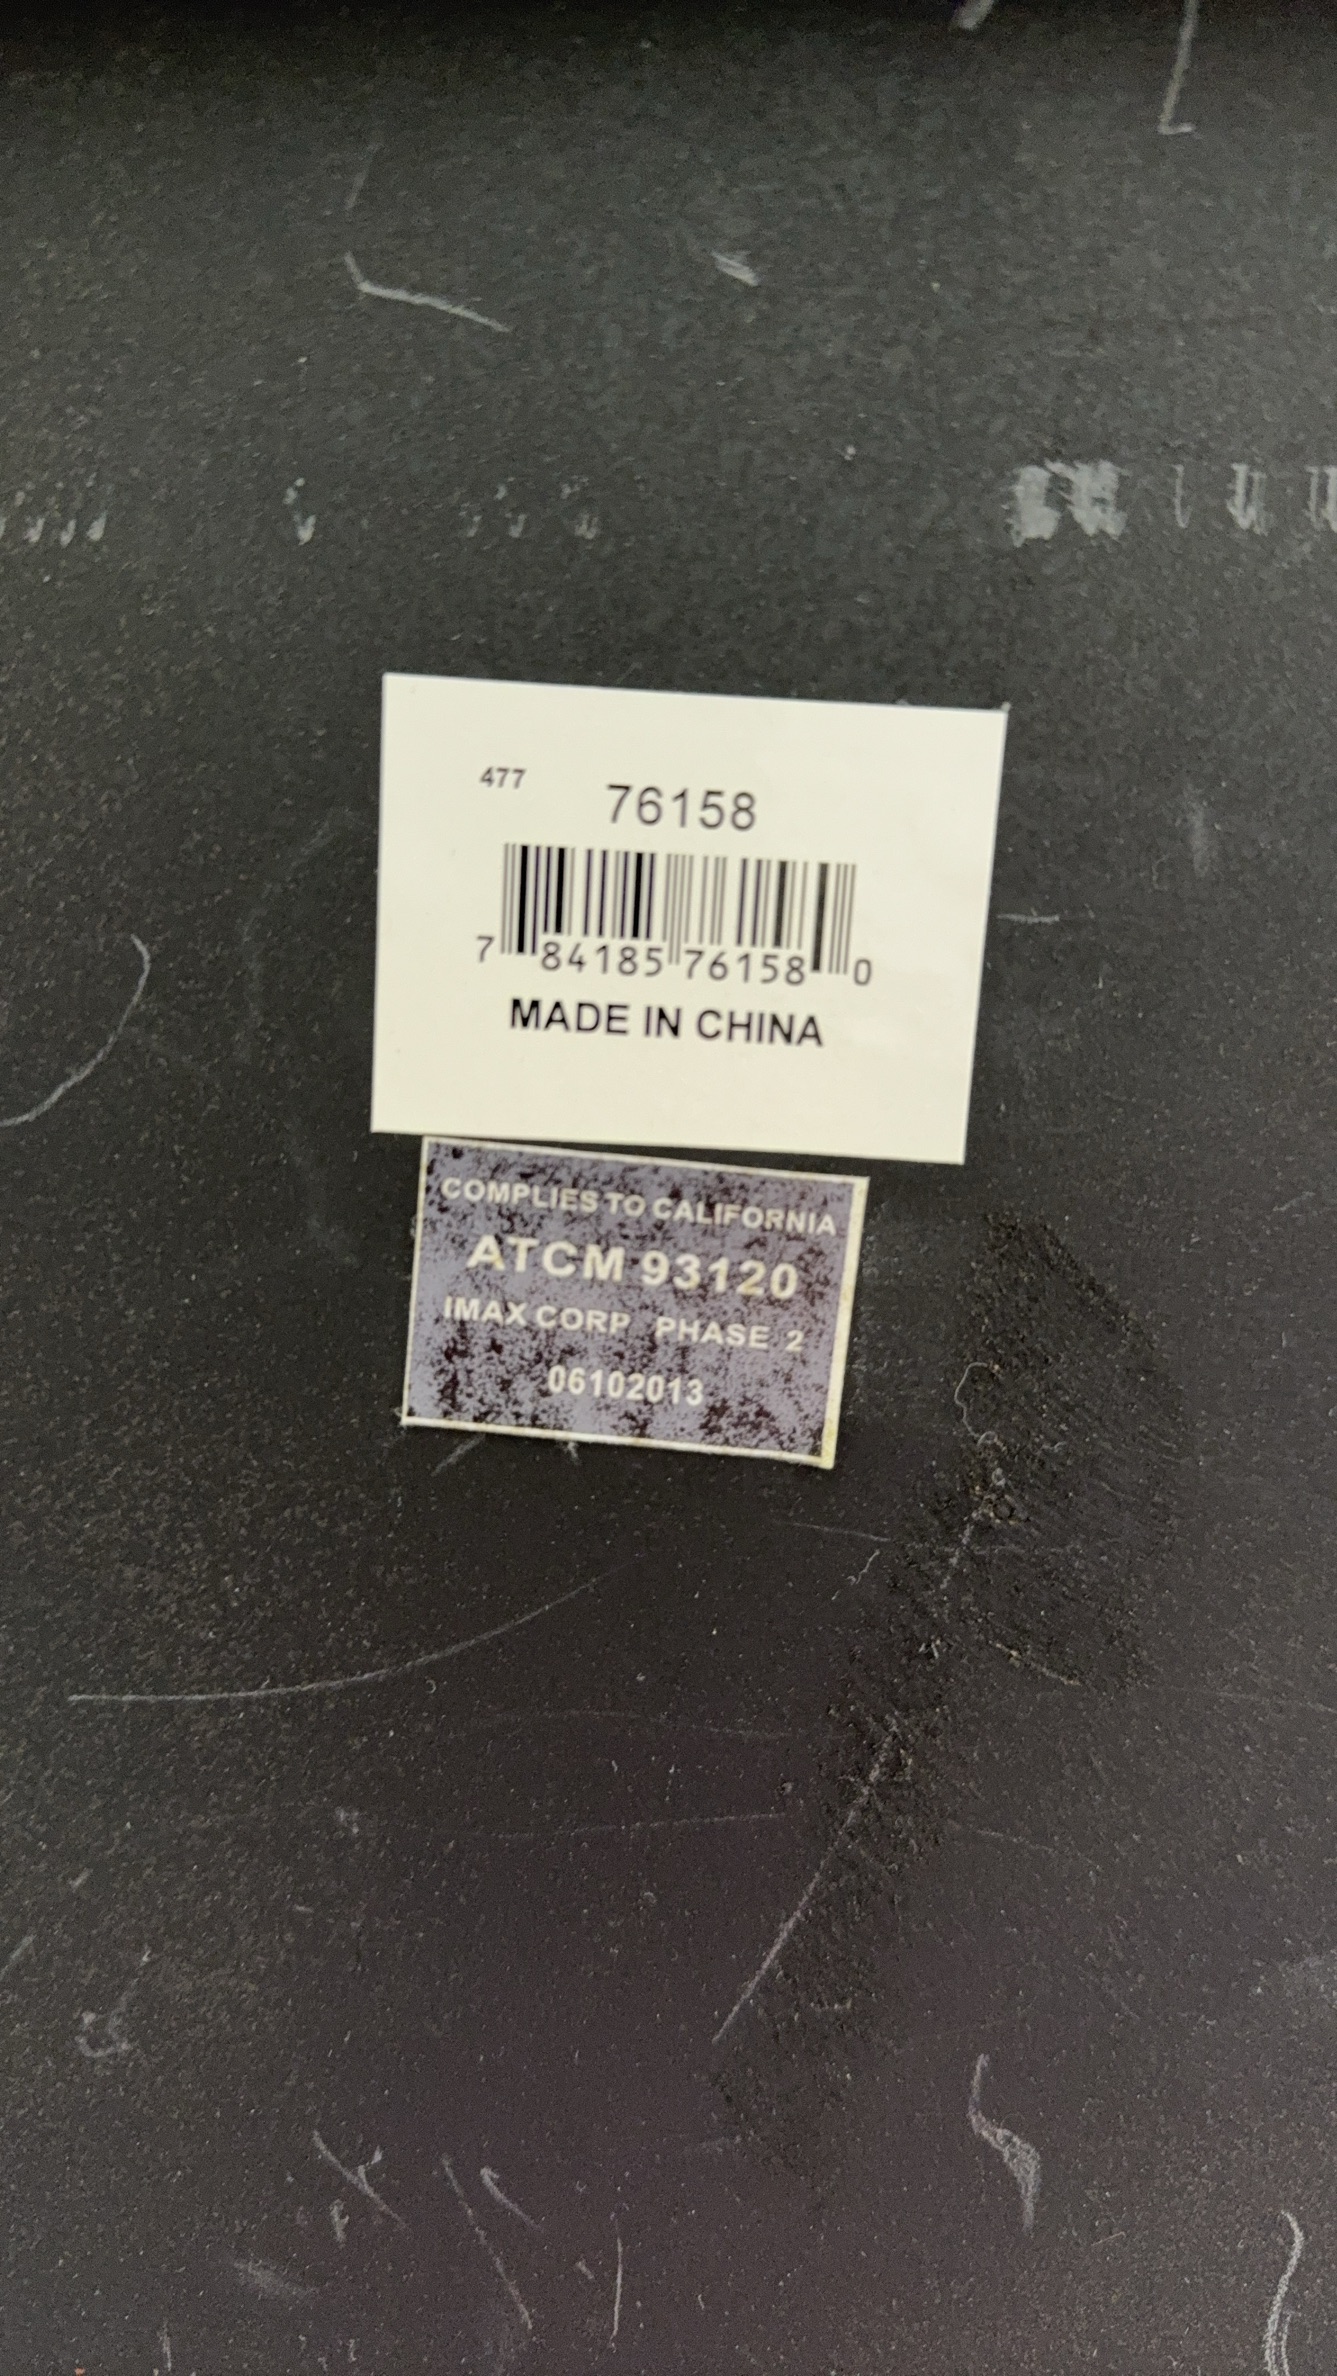 477
76158
7 84185 76158 0
MADE IN CHINA
COMPLIES TO CALIFORNIA
ATCM 93120
IMAX CORP PHASE 2
06102013